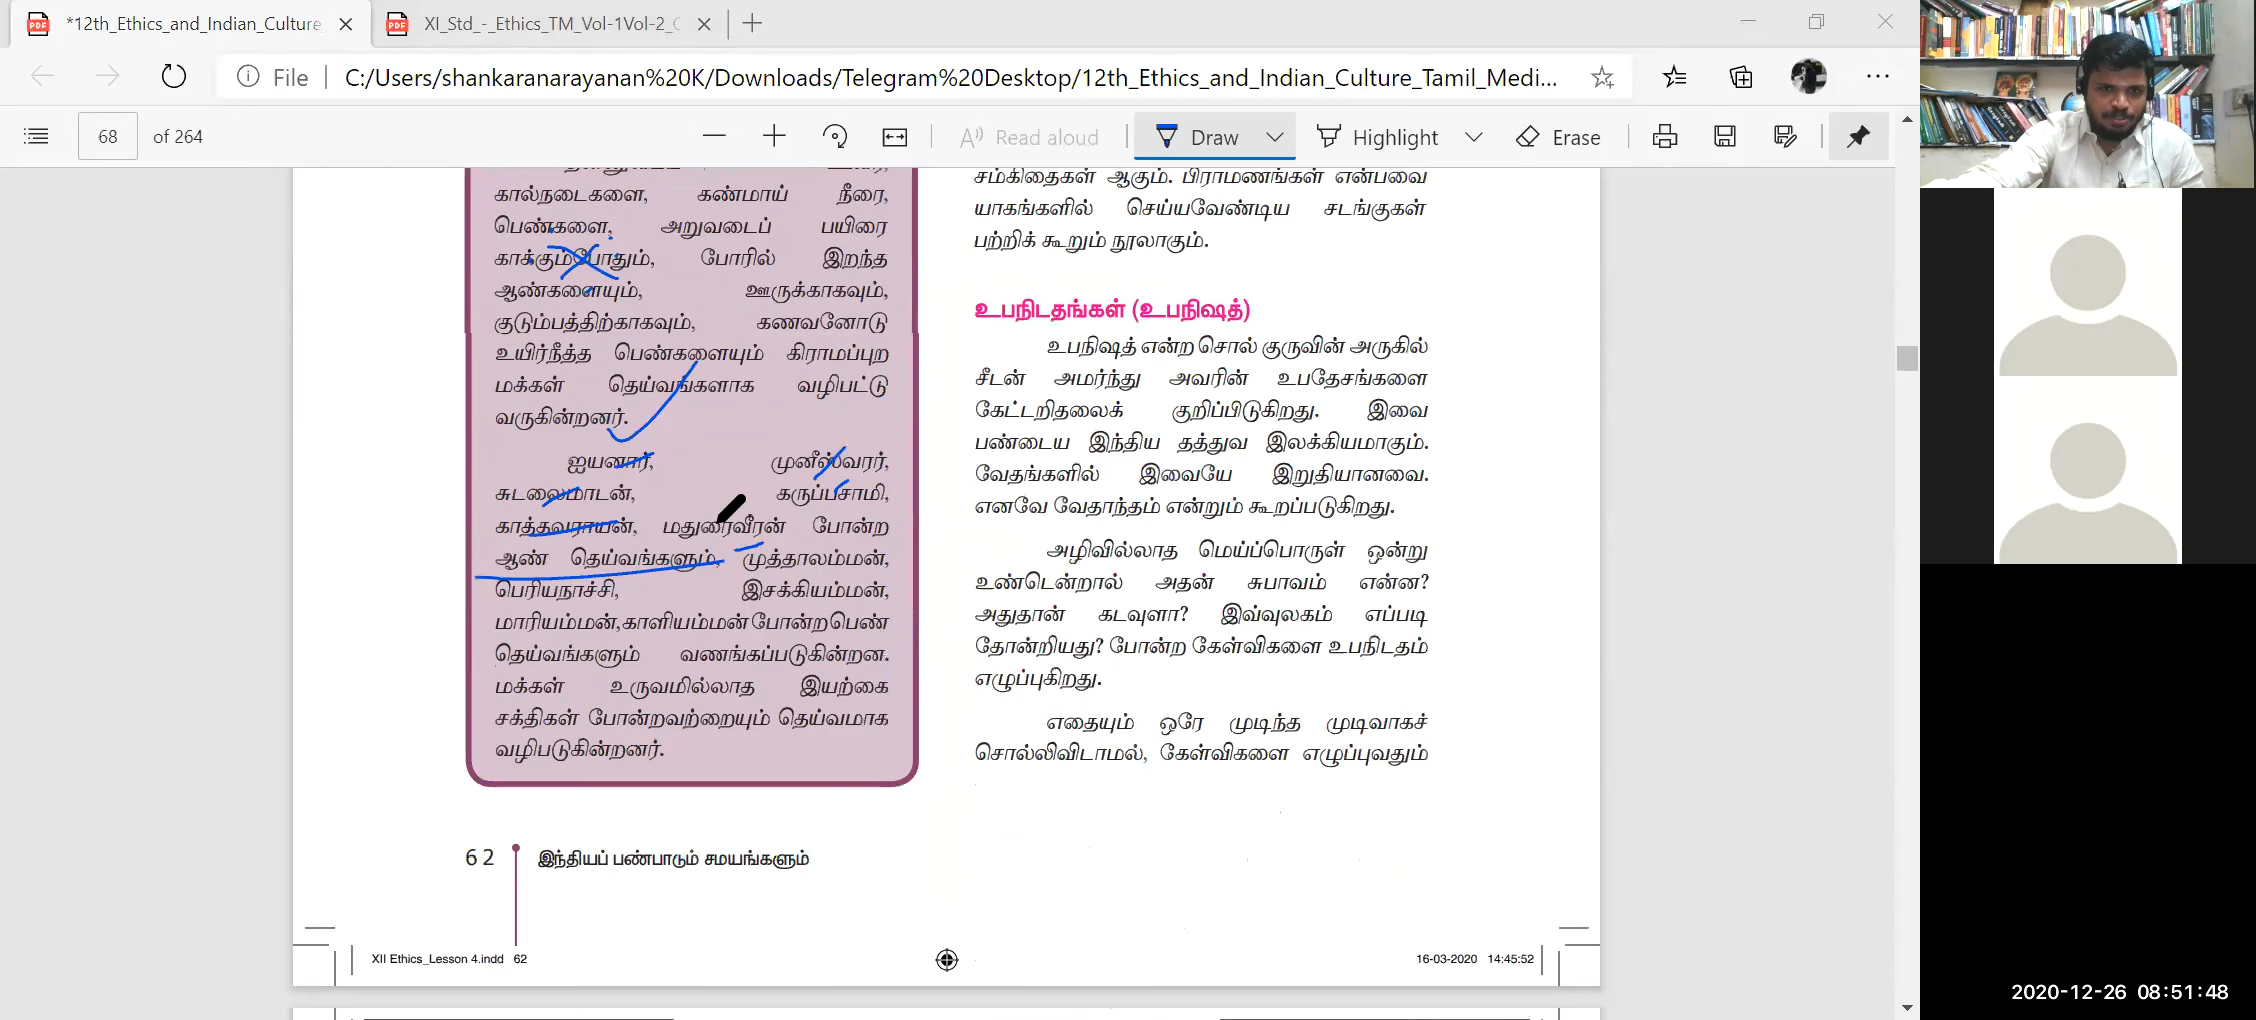 *12th_Ethics_and_Indian_Culture
XI_Std_-_Ethics_TM_Vol-1Vol-2_C
File
C:/Users/shankaranarayanan%20K/Downloads/Telegram%20Desktop/12th_Ethics_and_Indian_Culture_Tamil_Medi...
68 of 264
Read aloud
Draw
Highlight
Erase
கால்நடைகளை, கண்மாய் நீரை,
பெண்களை, அறுவடைப் பயிரை
காக்கும்போதும், போரில் இறந்த
ஆண்களையும், ஊருக்காகவும்,
குடும்பத்திற்காகவும், கணவனோடு
உயிர்நீத்த பெண்களையும் கிராமப்புற
மக்கள் தெய்வங்களாக வழிபட்டு
வருகின்றனர்.
ஐயனார், முனீஸ்வரர்,
சுடலைமாடன், கருப்பசாமி,
காத்தவராயன், மதுரைவீரன் போன்ற
ஆண் தெய்வங்களும், முத்தாலம்மன்,
பெரியநாச்சி, இசக்கியம்மன்,
மாரியம்மன், காளியம்மன் போன்ற பெண்
தெய்வங்களும் வணங்கப்படுகின்றன.
மக்கள் உருவமில்லாத இயற்கை
சக்திகள் போன்றவற்றையும் தெய்வமாக
வழிபடுகின்றனர்.
சம்கிதைகள் ஆகும். பிராமணங்கள் என்பவை
யாகங்களில் செய்யவேண்டிய சடங்குகள்
பற்றிக் கூறும் நூலாகும்.
உபநிடதங்கள் (உபநிஷத்)
உபநிஷத் என்ற சொல் குருவின் அருகில்
சீடன் அமர்ந்து அவரின் உபதேசங்களை
கேட்டறிதலைக் குறிப்பிடுகிறது. இவை
பண்டைய இந்திய தத்துவ இலக்கியமாகும்.
வேதங்களில் இவையே இறுதியானவை.
எனவே வேதாந்தம் என்றும் கூறப்படுகிறது.
அழிவில்லாத மெய்ப்பொருள் ஒன்று
உண்டென்றால் அதன் சுபாவம் என்ன?
அதுதான் கடவுளா? இவ்வுலகம் எப்படி
தோன்றியது? போன்ற கேள்விகளை உபநிடதம்
எழுப்புகிறது.
எதையும் ஒரே முடிந்த முடிவாகச்
சொல்லிவிடாமல், கேள்விகளை எழுப்புவதும்
62 இந்தியப் பண்பாடும் சமயங்களும்
XII Ethics_Lesson 4.indd 62
16-03-2020 14:45:52
2020-12-26 08:51:48